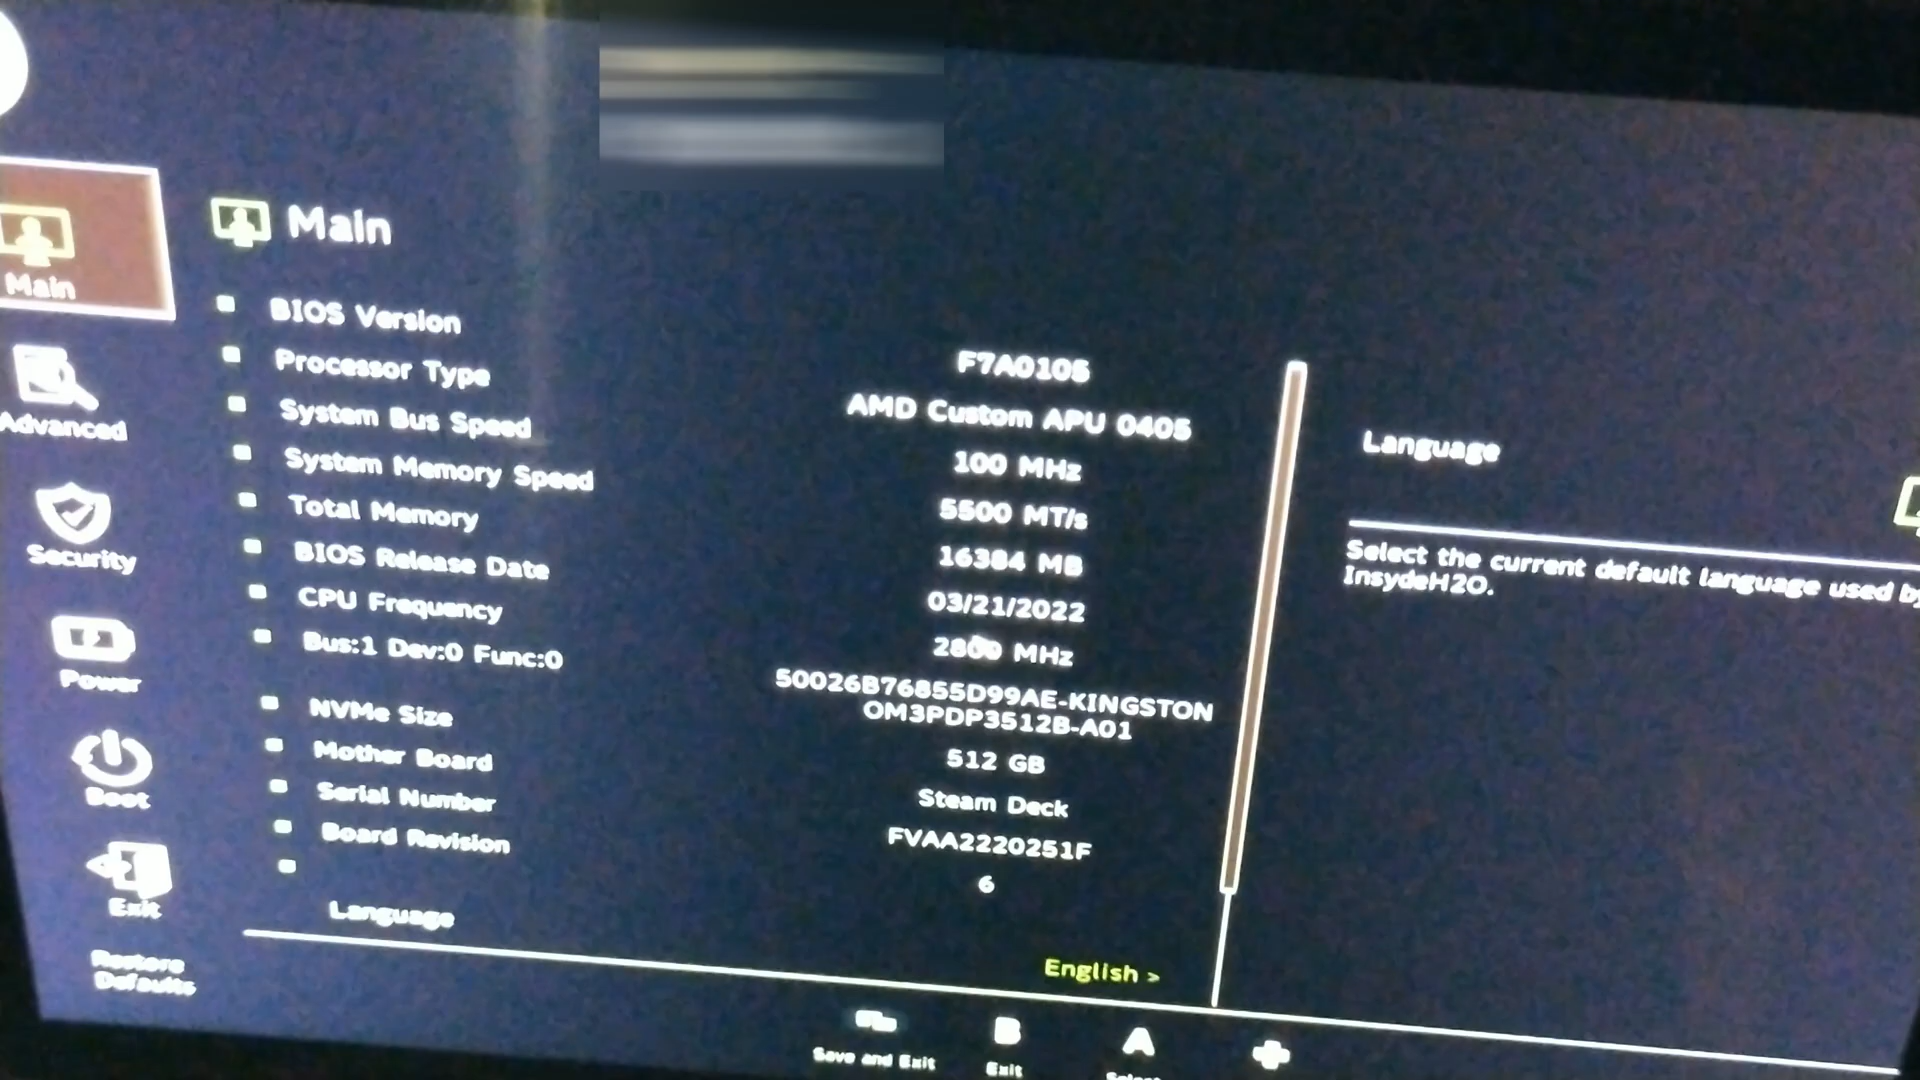 Main
Advanced
Security
Power
Boot
Exit
Restore
Defaults
Main
BIOS Version
F7A0105
Processor Type
AMD Custom APU 0405
System Bus Speed
100 MHz
System Memory Speed
5500 MT/s
Total Memory
16384 MB
BIOS Release Date
03/21/2022
CPU Frequency
2800 MHz
Bus:1 Dev:0 Func:0
50026B76855D99AE-KINGSTON
OM3PDP3512B-A01
NVMe Size
512 GB
Mother Board
Steam Deck
Serial Number
FVAA2220251F
Board Revision
6
Language
English >
Language
Select the current default language used by
InsydeH2O.
Save and Exit
B
Exit
A
Select